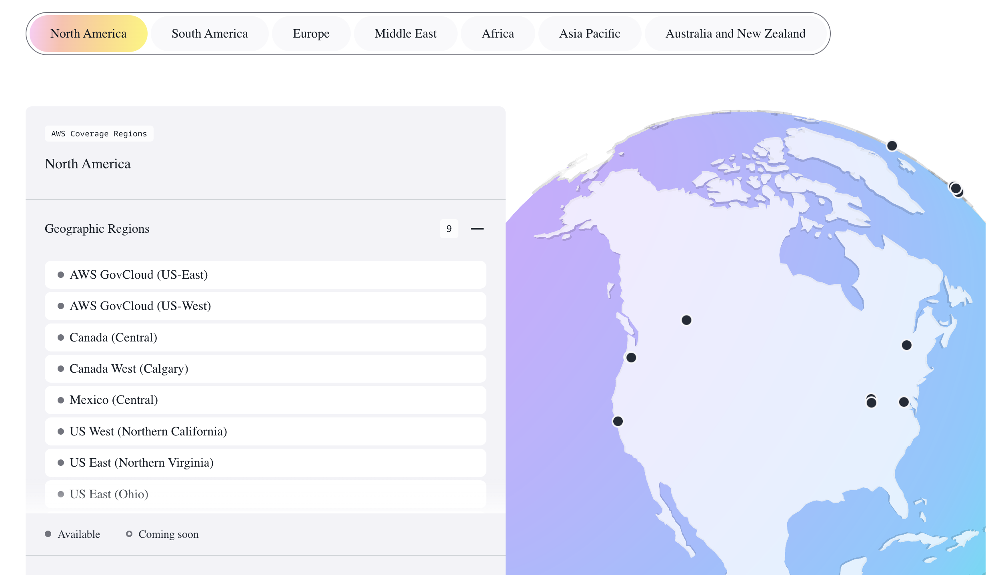 North America
South America
Europe
Middle East
Africa
Asia Pacific
Australia and New Zealand
AWS Coverage Regions
North America
Geographic Regions
9
AWS GovCloud (US-East)
AWS GovCloud (US-West)
Canada (Central)
Canada West (Calgary)
Mexico (Central)
US West (Northern California)
US East (Northern Virginia)
US East (Ohio)
Available
Coming soon